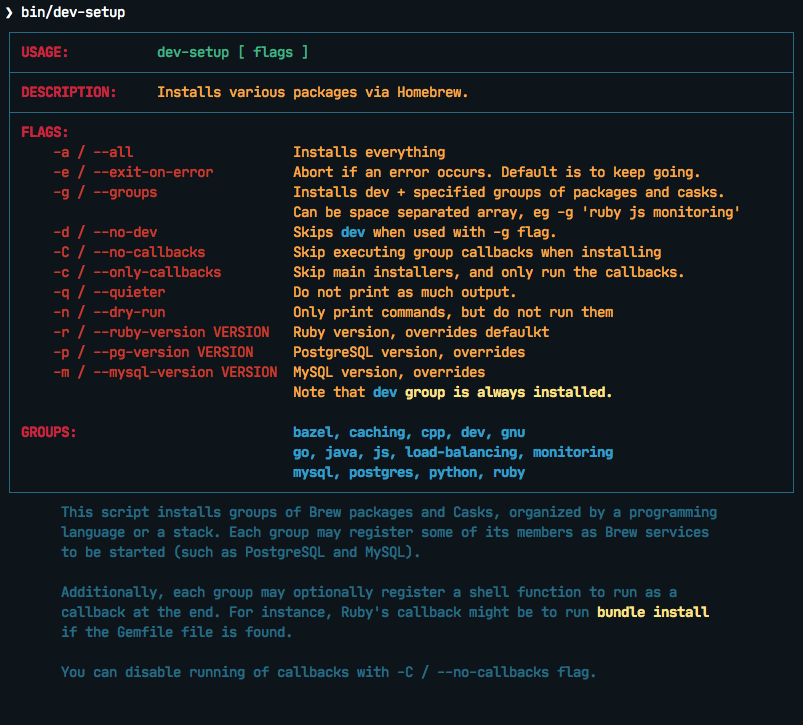 ❯ bin/dev-setup
USAGE: dev-setup [ flags ]
DESCRIPTION: Installs various packages via Homebrew.
FLAGS:
-a / --all Installs everything
-e / --exit-on-error Abort if an error occurs. Default is to keep going.
-g / --groups Installs dev + specified groups of packages and casks.
Can be space separated array, eg -g 'ruby js monitoring'
-d / --no-dev Skips dev when used with -g flag.
-C / --no-callbacks Skip executing group callbacks when installing
-c / --only-callbacks Skip main installers, and only run the callbacks.
-q / --quieter Do not print as much output.
-n / --dry-run Only print commands, but do not run them
-r / --ruby-version VERSION Ruby version, overrides defaulkt
-p / --pg-version VERSION PostgreSQL version, overrides
-m / --mysql-version VERSION MySQL version, overrides
Note that dev group is always installed.
GROUPS: bazel, caching, cpp, dev, gnu
go, java, js, load-balancing, monitoring
mysql, postgres, python, ruby
This script installs groups of Brew packages and Casks, organized by a programming
language or a stack. Each group may register some of its members as Brew services
to be started (such as PostgreSQL and MySQL).
Additionally, each group may optionally register a shell function to run as a
callback at the end. For instance, Ruby's callback might be to run bundle install
if the Gemfile file is found.
You can disable running of callbacks with -C / --no-callbacks flag.